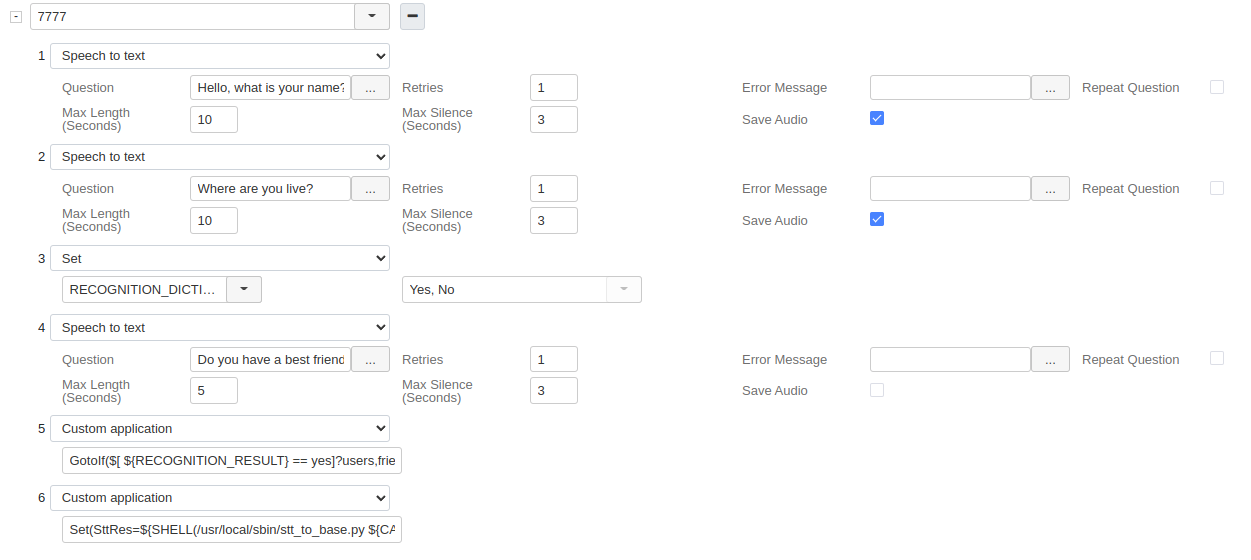 - 7777
1 Speech to text
Question Hello, what is your name? ... Retries 1 Error Message ... Repeat Question
Max Length (Seconds) 10 Max Silence (Seconds) 3 Save Audio
2 Speech to text
Question Where are you live? ... Retries 1 Error Message ... Repeat Question
Max Length (Seconds) 10 Max Silence (Seconds) 3 Save Audio
3 Set
RECOGNITION_DICTI... Yes, No
4 Speech to text
Question Do you have a best friend ... Retries 1 Error Message ... Repeat Question
Max Length (Seconds) 5 Max Silence (Seconds) 3 Save Audio
5 Custom application
GotoIf($[ ${RECOGNITION_RESULT} == yes]?users,frie
6 Custom application
Set(SttRes=${SHELL(/usr/local/sbin/stt_to_base.py ${CA